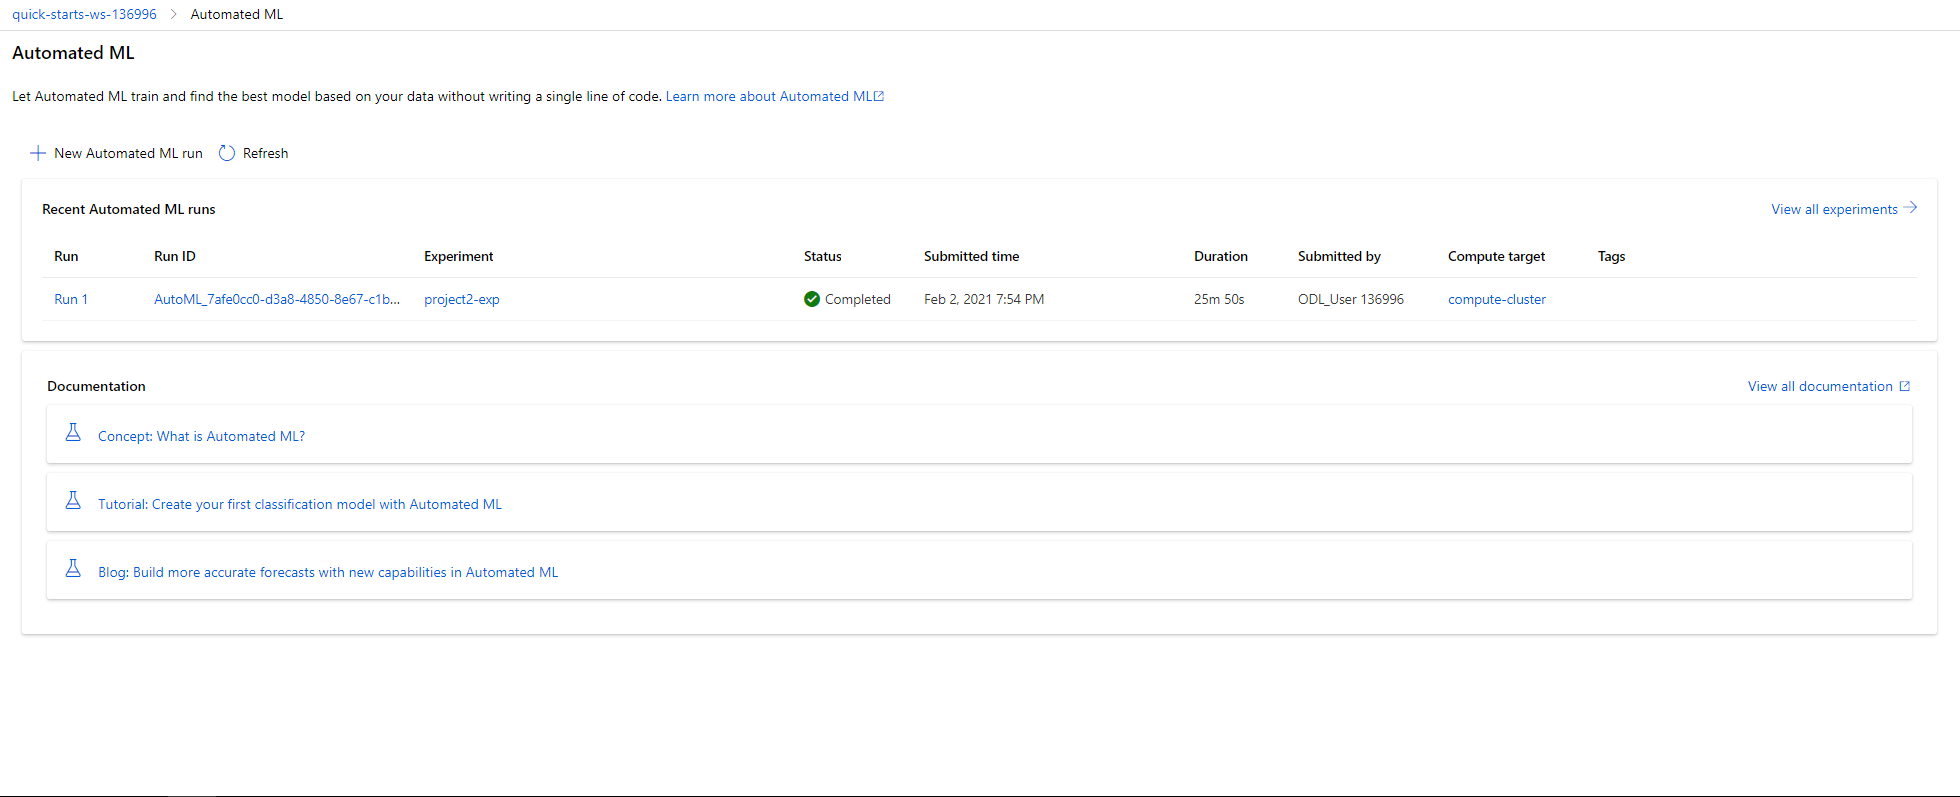 quick-starts-ws-136996 > Automated ML
Automated ML
Let Automated ML train and find the best model based on your data without writing a single line of code. Learn more about Automated ML
New Automated ML run Refresh
Recent Automated ML runs View all experiments
Run Run ID Experiment Status Submitted time Duration Submitted by Compute target Tags
Run 1 AutoML_7afe0cc0-d3a8-4850-8e67-c1b... project2-exp Completed Feb 2, 2021 7:54 PM 25m 50s ODL_User 136996 compute-cluster
Documentation View all documentation
Concept: What is Automated ML?
Tutorial: Create your first classification model with Automated ML
Blog: Build more accurate forecasts with new capabilities in Automated ML